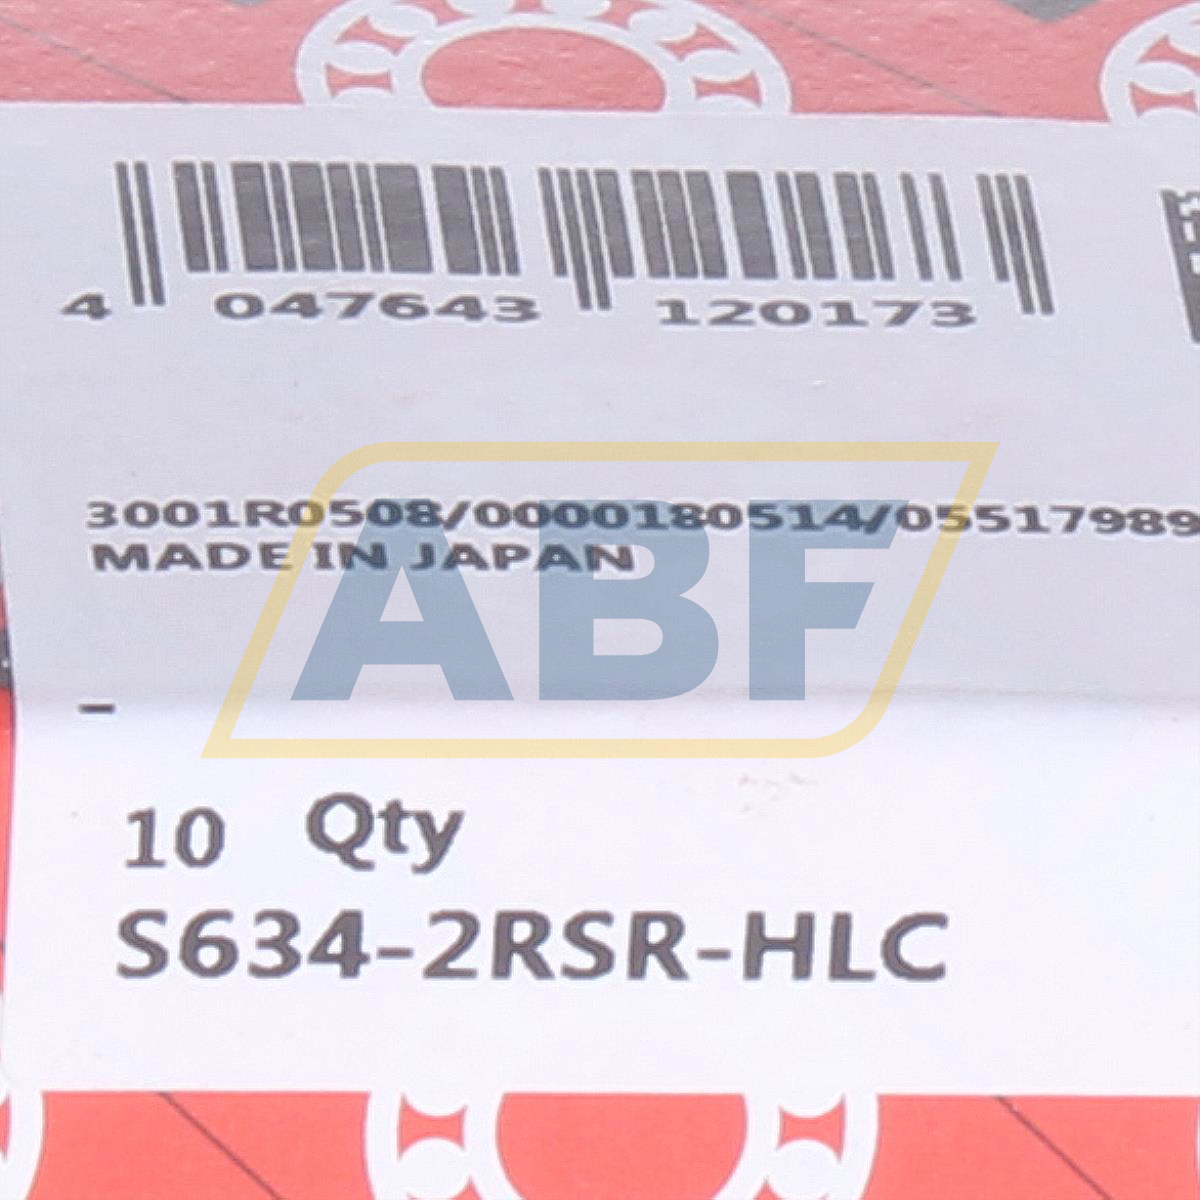 4 047643 120173
3001R0508/0000180514/05517989
MADE IN JAPAN
ABF
-
10 Qty
S634-2RSR-HLC